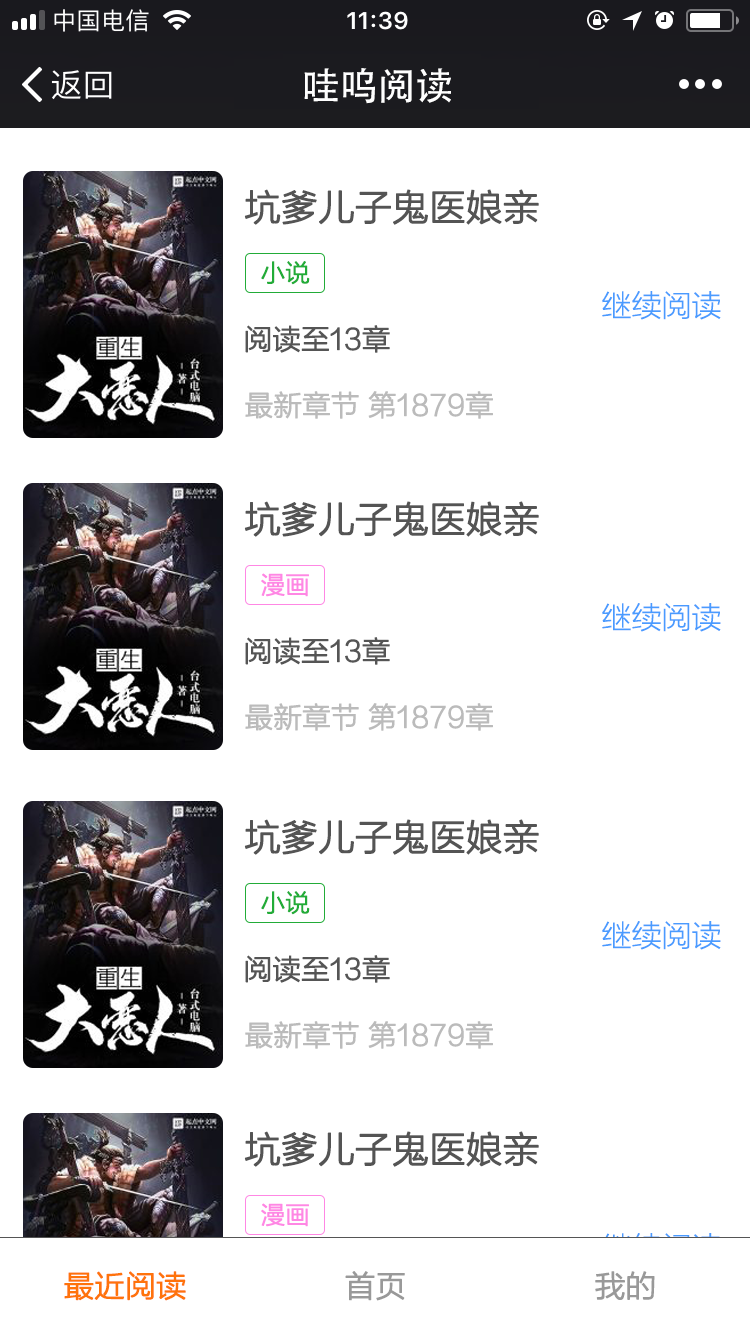 中国电信 11:39
返回 哇呜阅读
起点中文网
重生
大恶人
台式电脑
著
坑爹儿子鬼医娘亲
小说
继续阅读
阅读至13章
最新章节 第1879章
起点中文网
重生
大恶人
台式电脑
著
坑爹儿子鬼医娘亲
漫画
继续阅读
阅读至13章
最新章节 第1879章
起点中文网
重生
大恶人
台式电脑
著
坑爹儿子鬼医娘亲
小说
继续阅读
阅读至13章
最新章节 第1879章
起点中文网
坑爹儿子鬼医娘亲
漫画
继续阅读
最近阅读 首页 我的